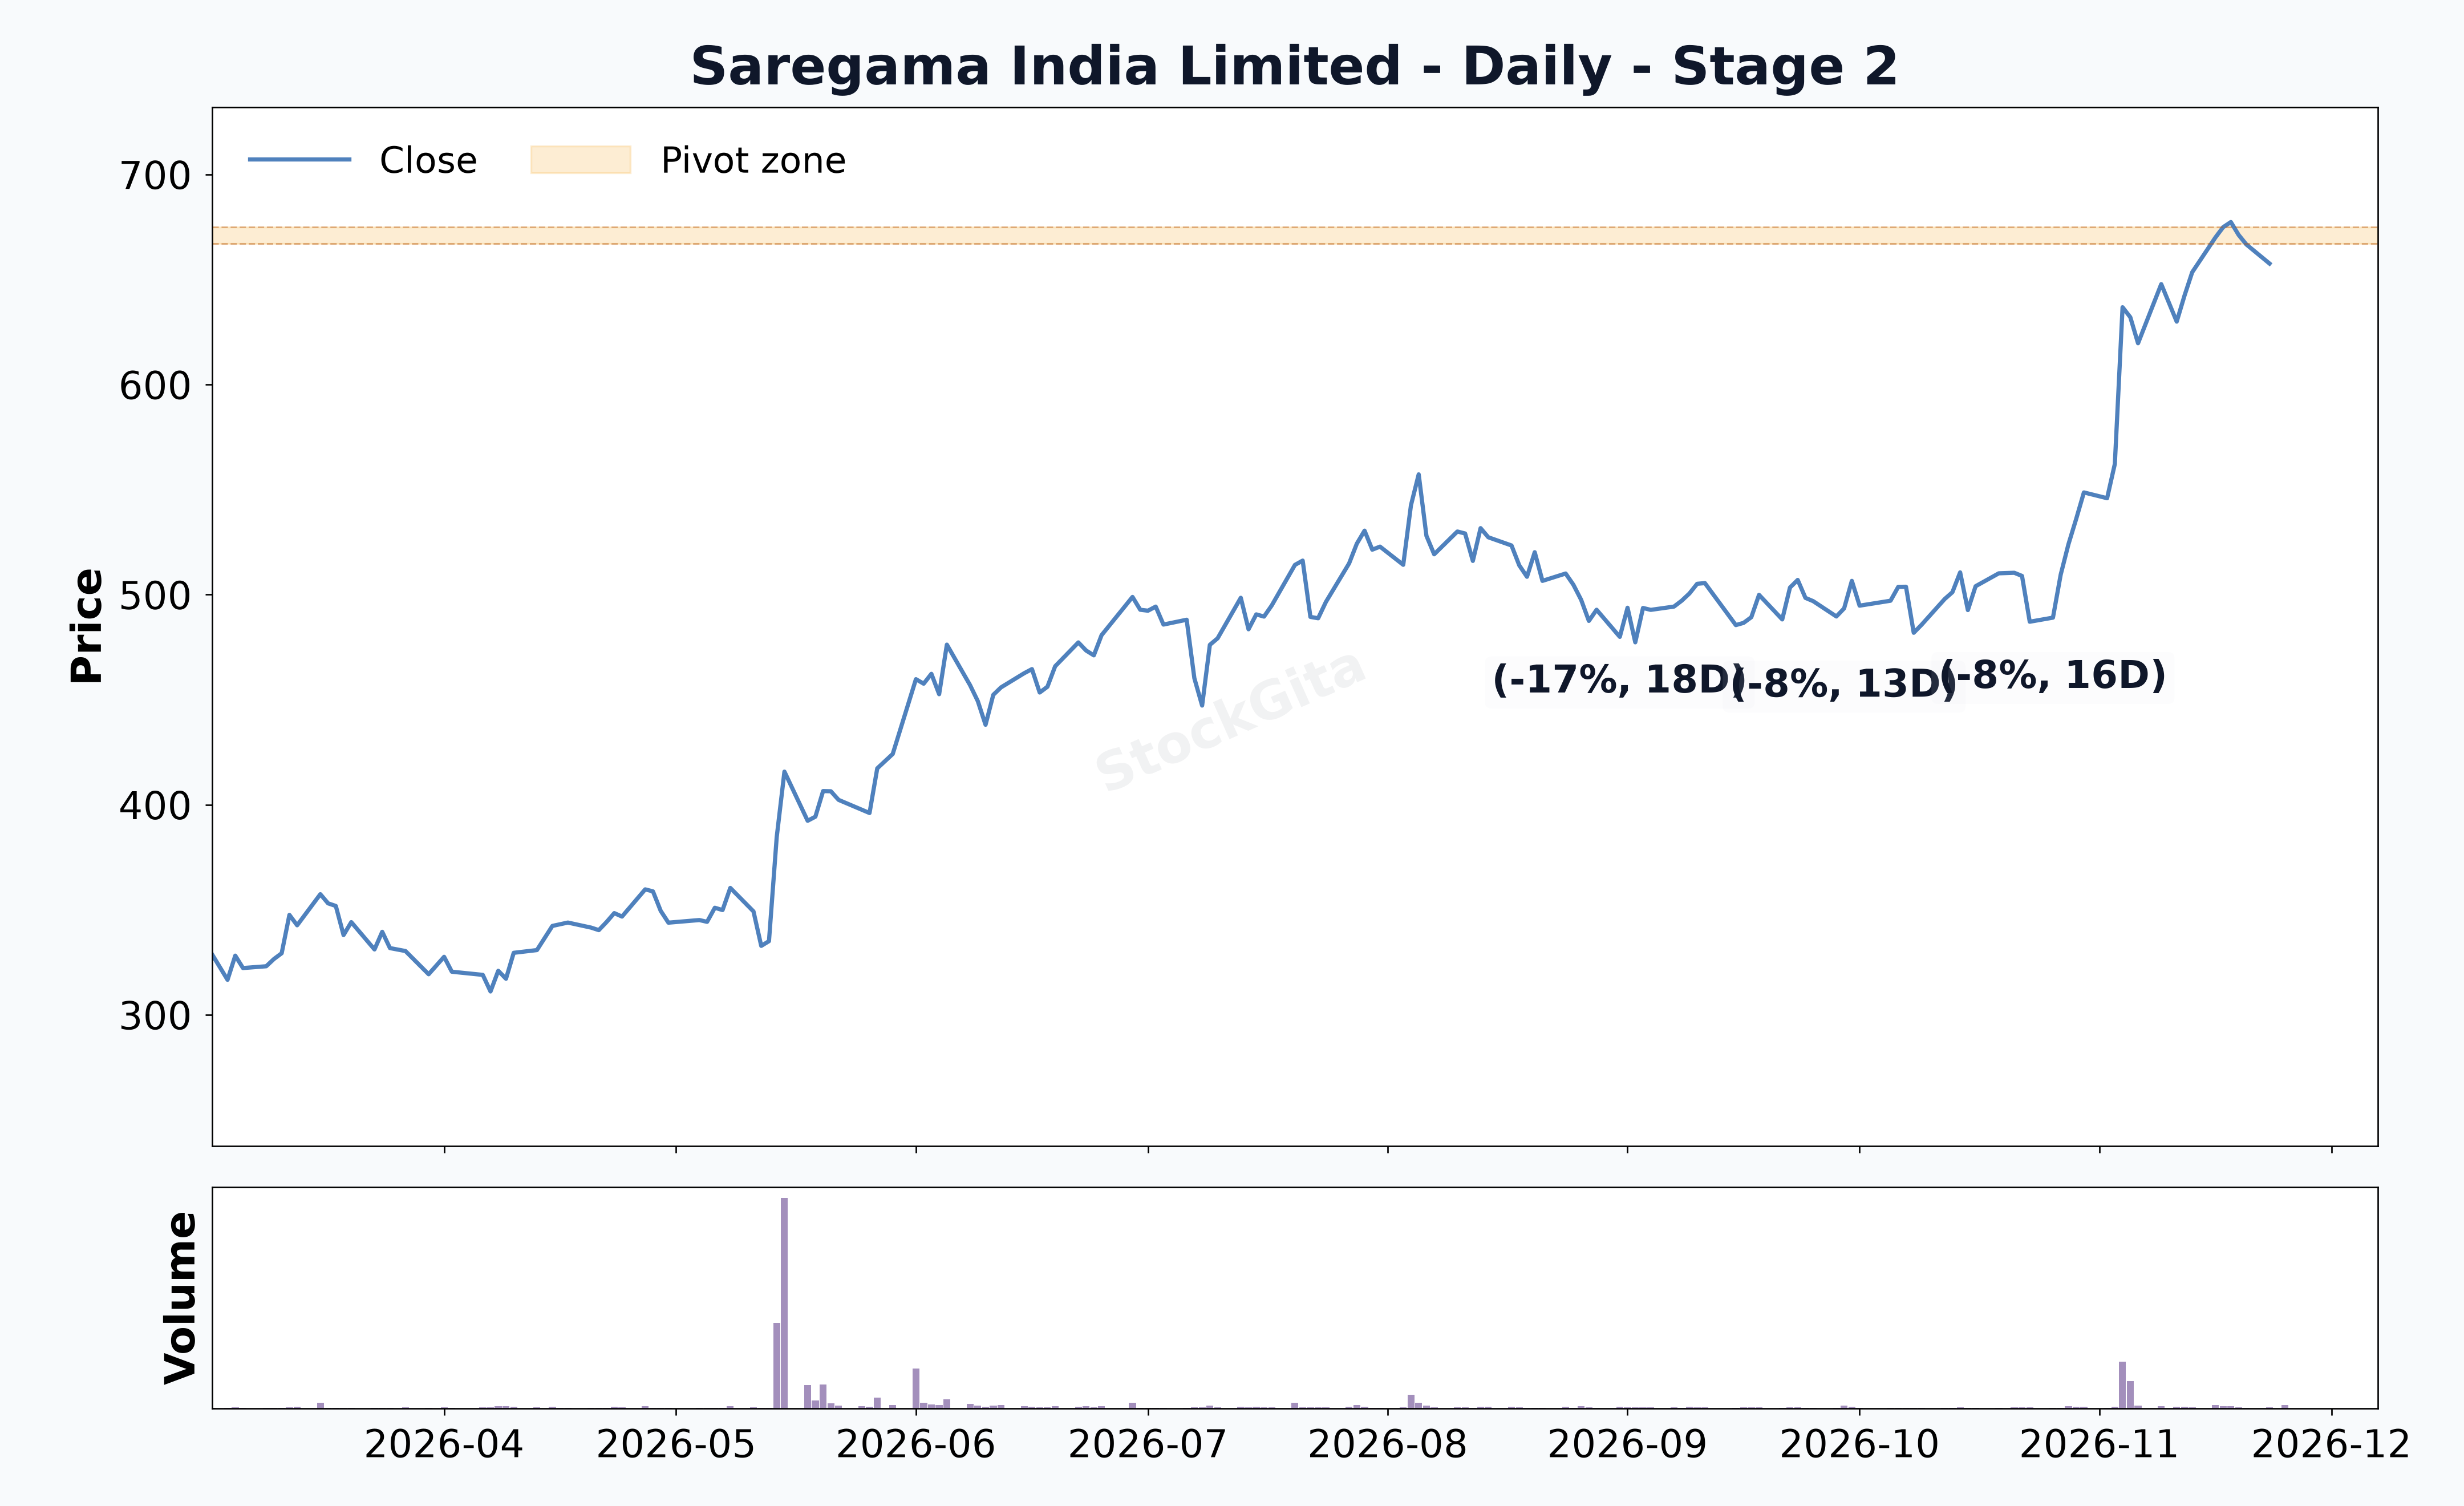 Saregama India Limited - Daily - Stage 2
Close
Pivot zone
700
600
500
400
300
Price
(-17%, 18D)
(-8%, 13D)
(-8%, 16D)
StockGita
Volume
2026-04
2026-05
2026-06
2026-07
2026-08
2026-09
2026-10
2026-11
2026-12